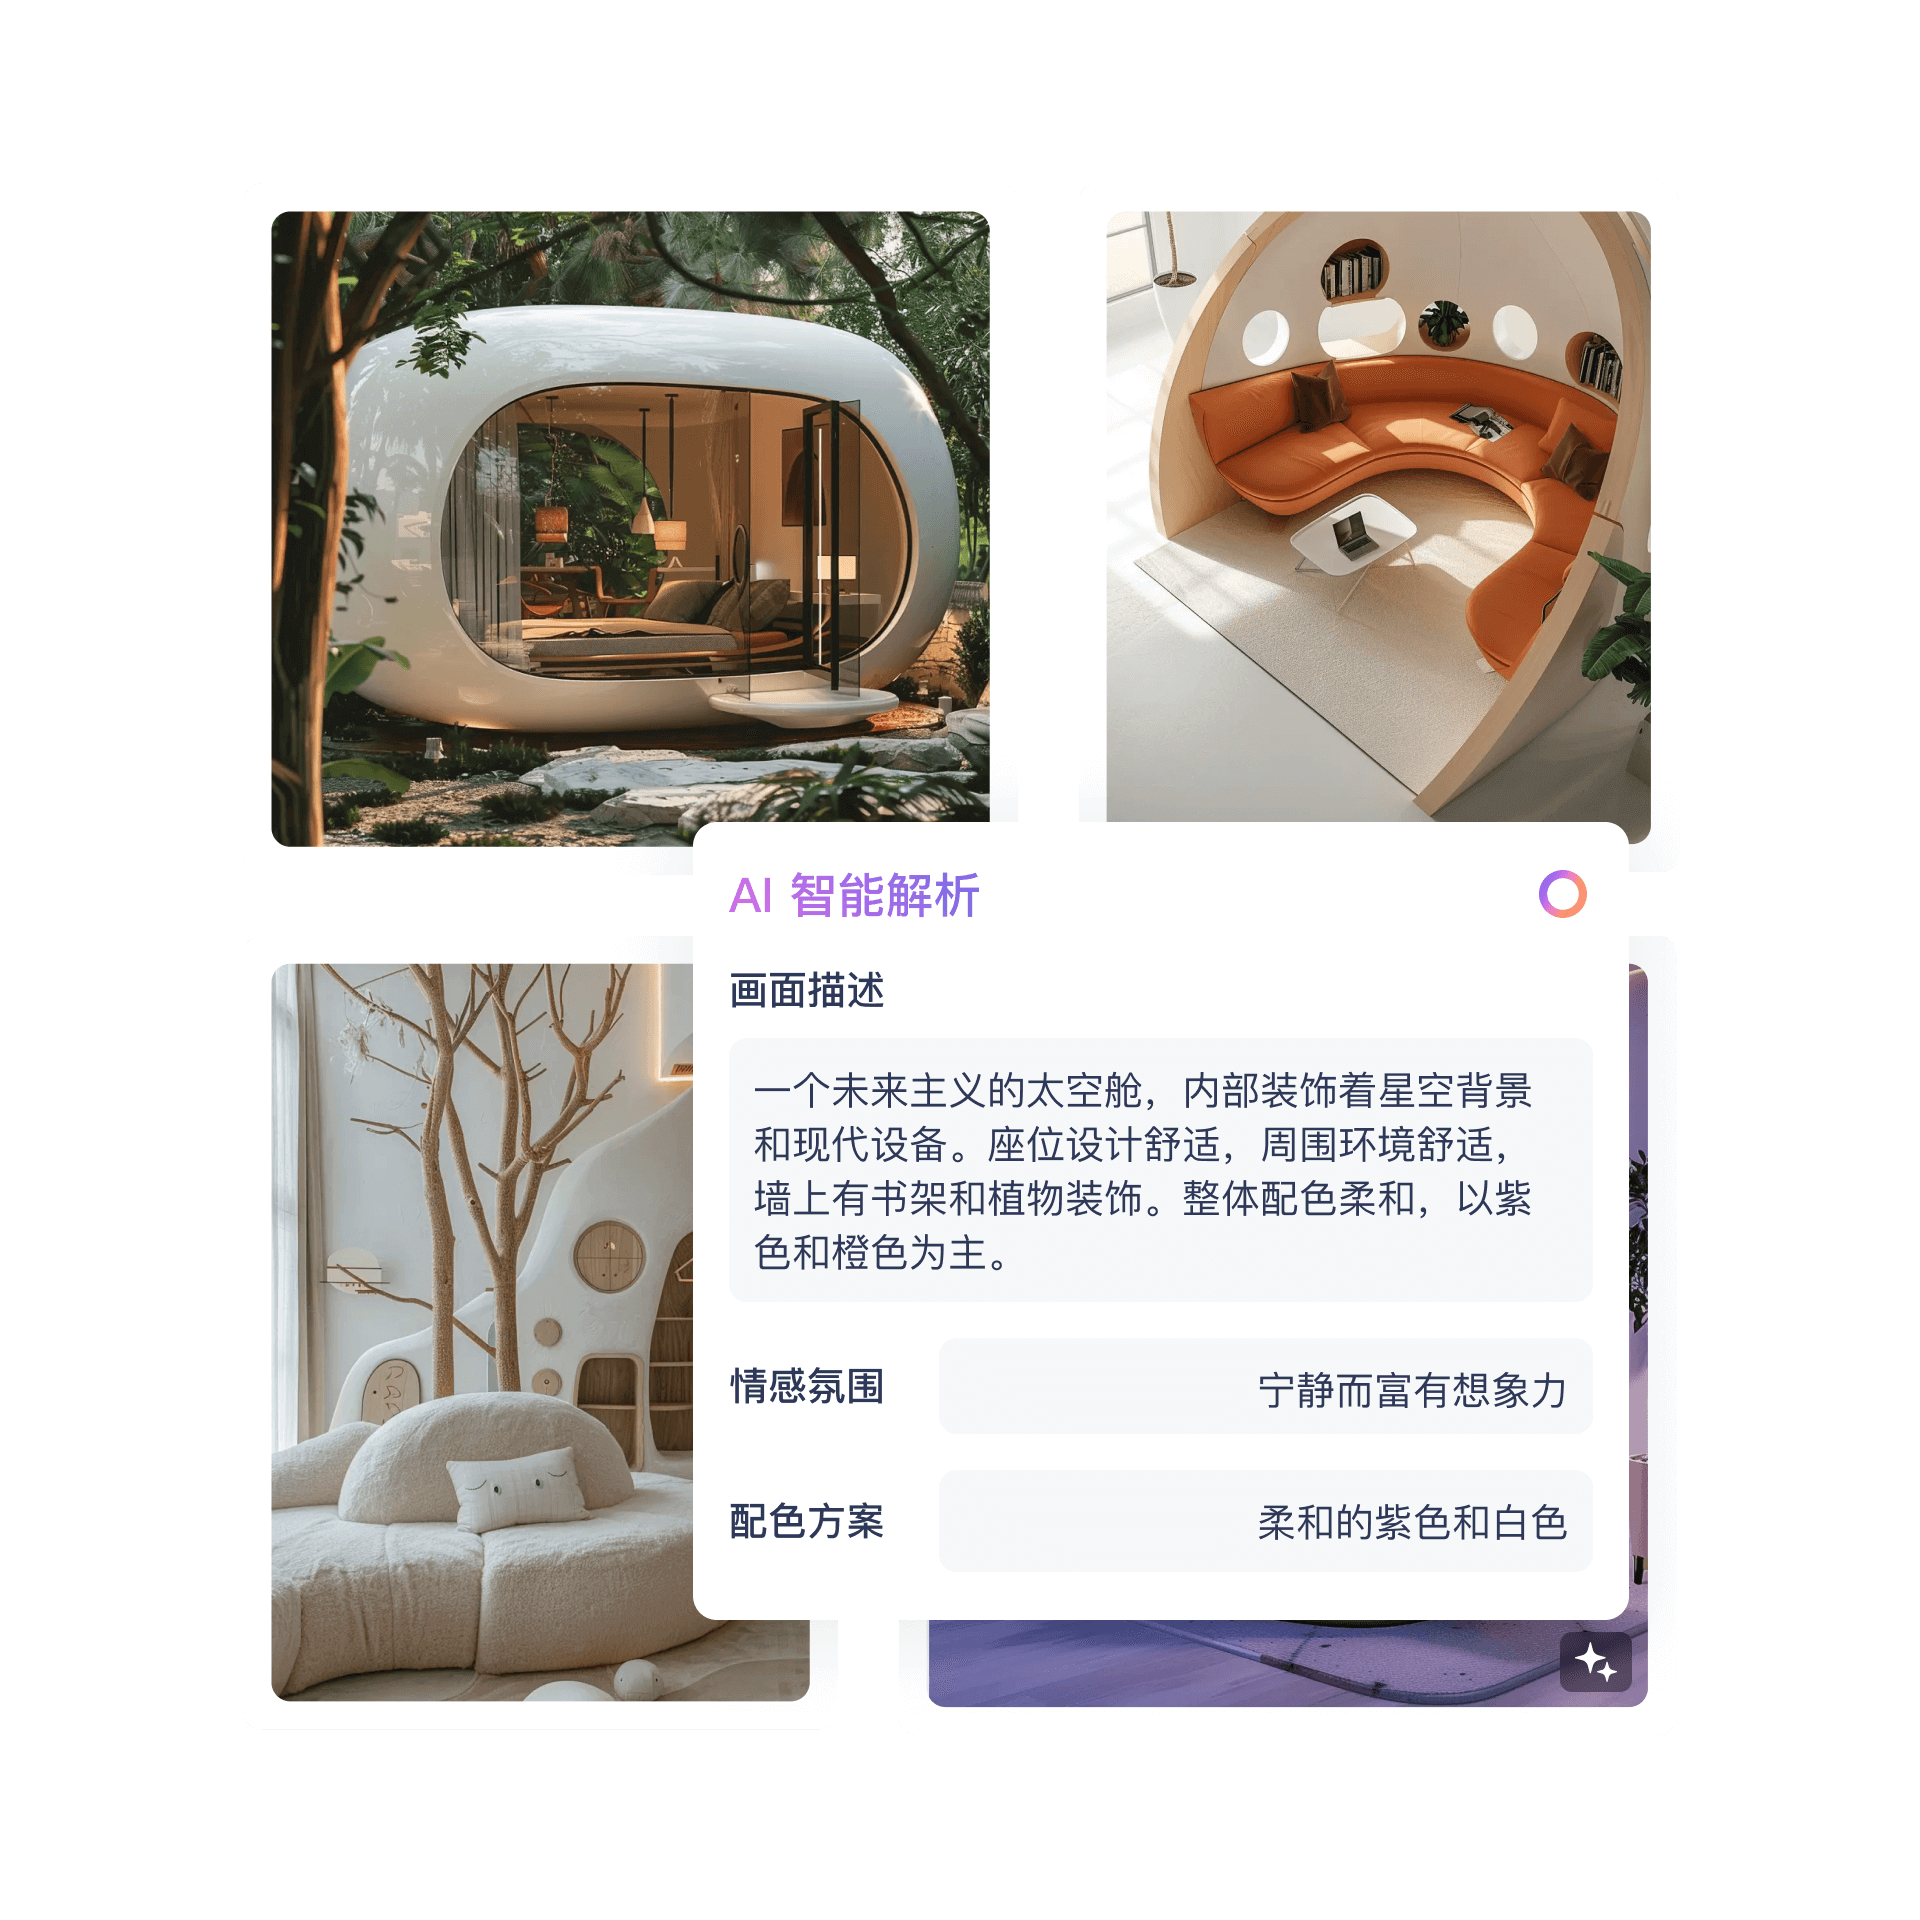 AI 智能解析
画面描述
一个未来主义的太空舱，内部装饰着星空背景
和现代设备。座位设计舒适，周围环境舒适，
墙上有书架和植物装饰。整体配色柔和，以紫
色和橙色为主。
情感氛围
宁静而富有想象力
配色方案
柔和的紫色和白色